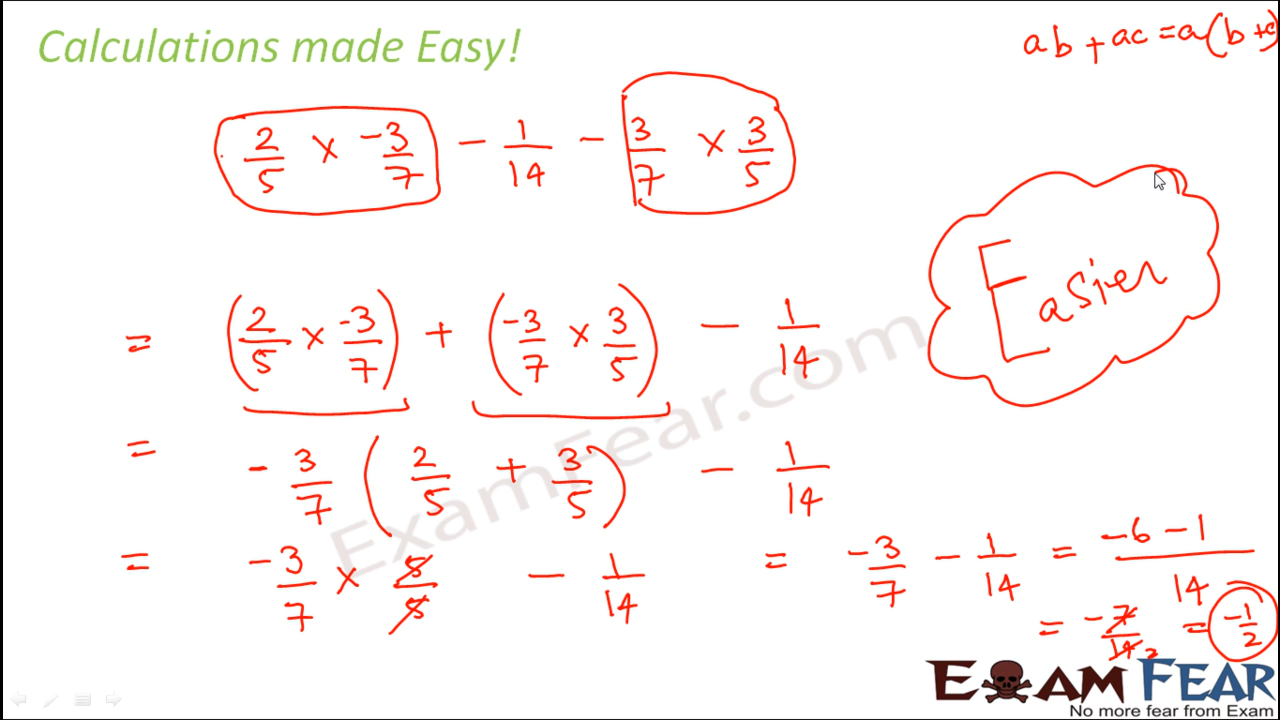 Calculations made Easy!
ab + ac = a(b+c)
2/5 × -3/7 - 1/14 - 3/7 × 3/5
Easier
= (2/5 × -3/7) + (-3/7 × 3/5) - 1/14
= -3/7 (2/5 + 3/5) - 1/14
= -3/7 × 5/5 - 1/14 = -3/7 - 1/14 = -6-1/14
= -7/14 2 = -1/2
ExamFear.com
EXAM FEAR
No more fear from Exam